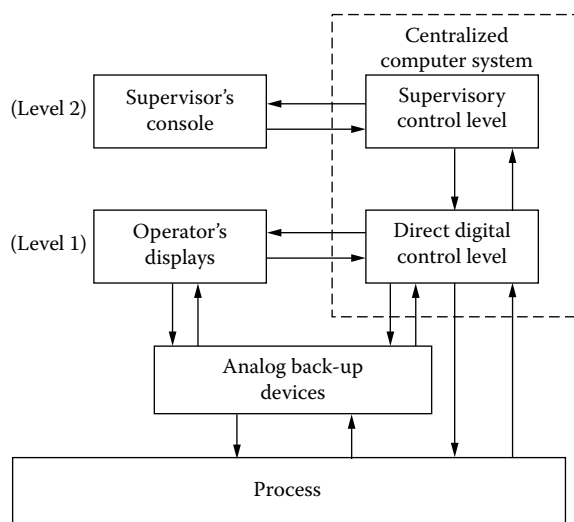 Centralized
computer system
(Level 2)
Supervisor's
console
Supervisory
control level
(Level 1)
Operator's
displays
Direct digital
control level
Analog back-up
devices
Process